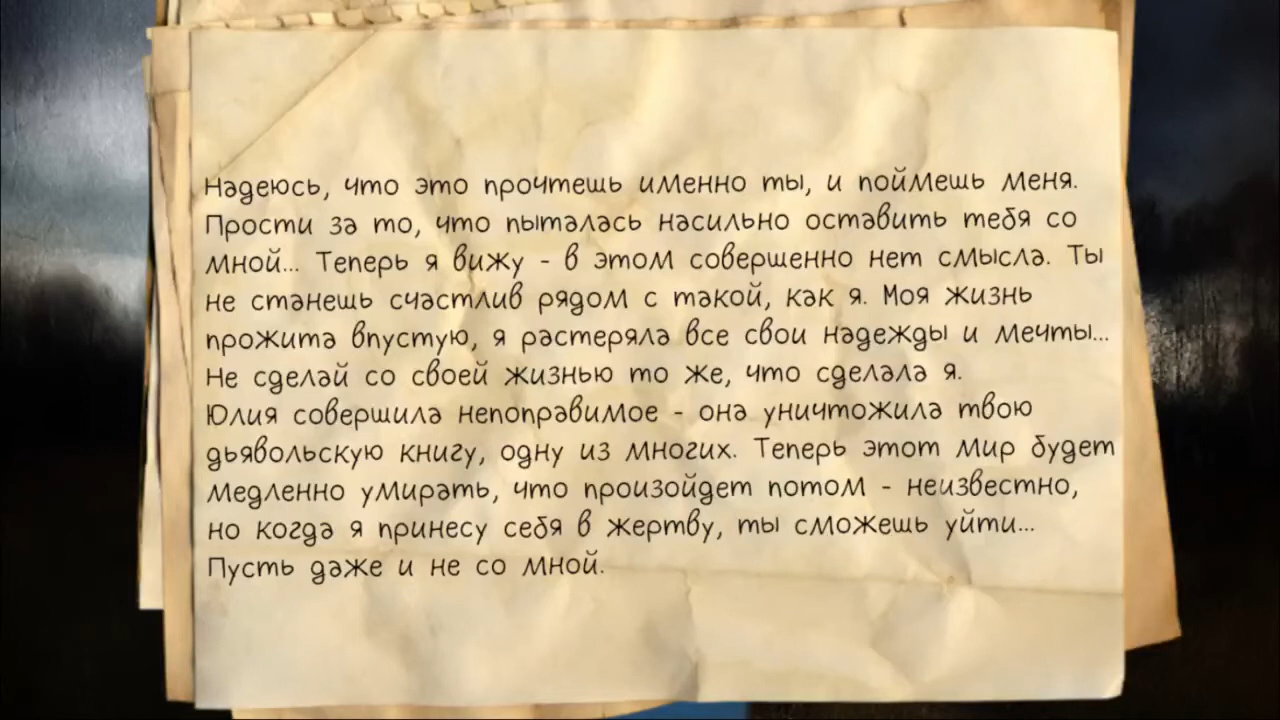 Надеюсь, что это прочтешь именно ты, и поймешь меня.
Прости за то, что пыталась насильно оставить тебя со
мной... Теперь я вижу - в этом совершенно нет смысла. Ты
не станешь счастлив рядом с такой, как я. Моя жизнь
прожита впустую, я растеряла все свои надежды и мечты...
Не сделай со своей жизнью то же, что сделала я.
Юлия совершила непоправимое - она уничтожила твою
дьявольскую книгу, одну из многих. Теперь этот мир будет
медленно умирать, что произойдет потом - неизвестно,
но когда я принесу себя в жертву, ты сможешь уйти...
Пусть даже и не со мной.